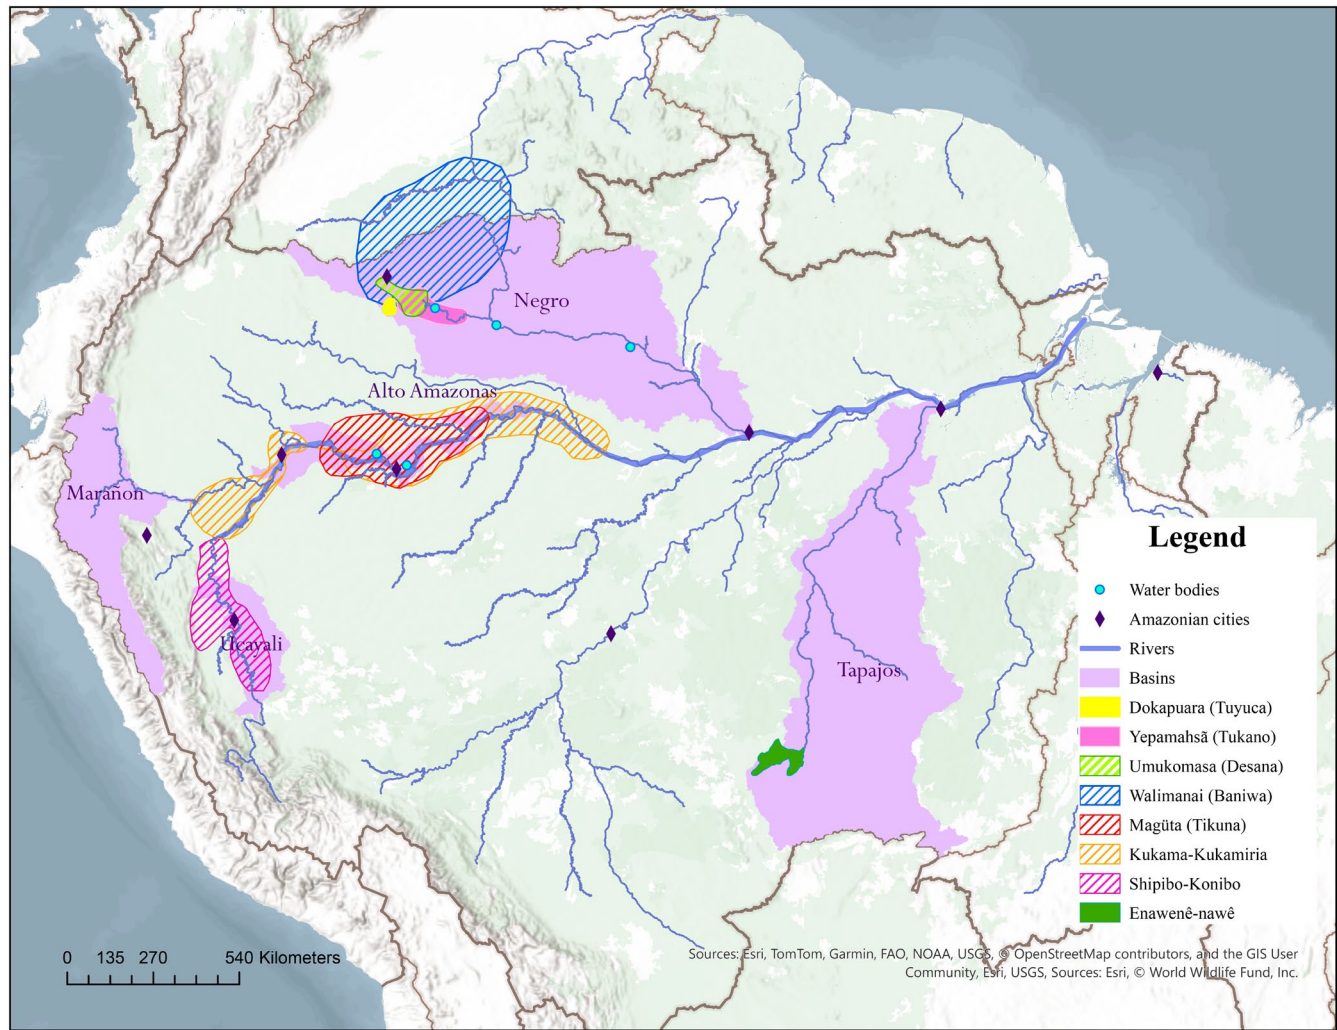 Negro
Alto Amazonas
Marañon
Ucayali
Tapajos
Legend
Water bodies
Amazonian cities
Rivers
Basins
Dokapuara (Tuyuca)
Yepamahsã (Tukano)
Umukomasa (Desana)
Walimanai (Baniwa)
Magüta (Tikuna)
Kukama-Kukamiria
Shipibo-Konibo
Enawenê-nawê
0 135 270 540 Kilometers
Sources: Esri, TomTom, Garmin, FAO, NOAA, USGS, © OpenStreetMap contributors, and the GIS User
Community, Esri, USGS, Sources: Esri, © World Wildlife Fund, Inc.